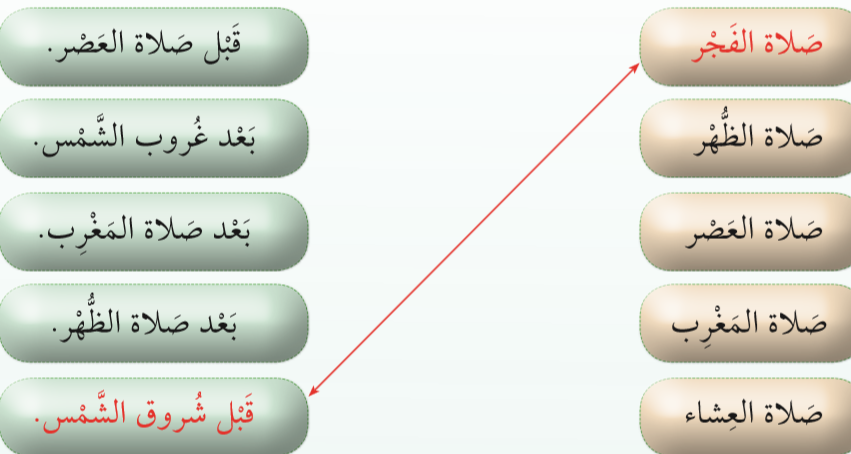 صَلاة الفَجْر
قَبْل صَلاة العَصْر.
صَلاة الظُّهْر
بَعْد غُروب الشَّمْس.
صَلاة العَصْر
بَعْد صَلاة المَغْرِب.
صَلاة المَغْرِب
بَعْد صَلاة الظُّهْر.
صَلاة العِشاء
قَبْل شُروق الشَّمْس.